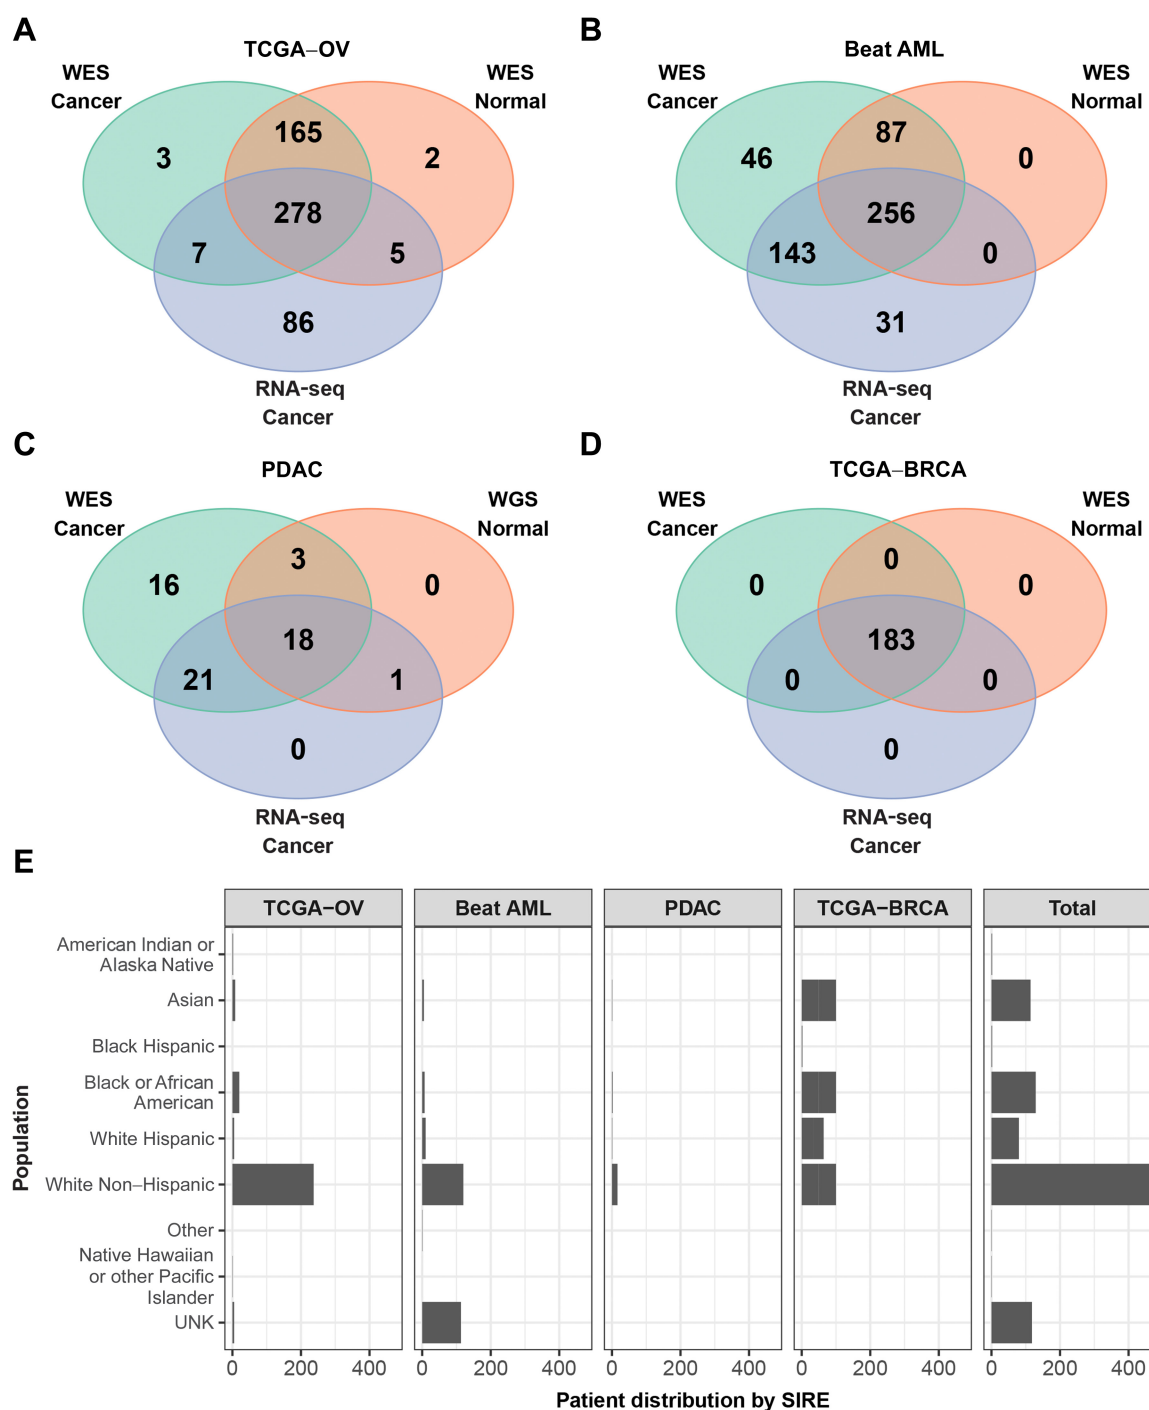 A
B
TCGA–OV
Beat AML
WES
Cancer
WES
Normal
WES
Cancer
WES
Normal
165
3
2
278
7
5
86
87
46
0
256
143
0
31
RNA-seq
Cancer
RNA-seq
Cancer
C
D
PDAC
TCGA–BRCA
WES
Cancer
WGS
Normal
WES
Cancer
WES
Normal
3
16
0
18
21
1
0
0
0
0
183
0
0
0
RNA-seq
Cancer
RNA-seq
Cancer
E
TCGA−OV
Beat AML
PDAC
TCGA−BRCA
Total
Population
American Indian or
Alaska Native
Asian
Black Hispanic
Black or African
American
White Hispanic
White Non–Hispanic
Other
Native Hawaiian
or other Pacific
Islander
UNK
0 200 400
0 200 400
0 200 400
0 200 400
0 200 400
Patient distribution by SIRE